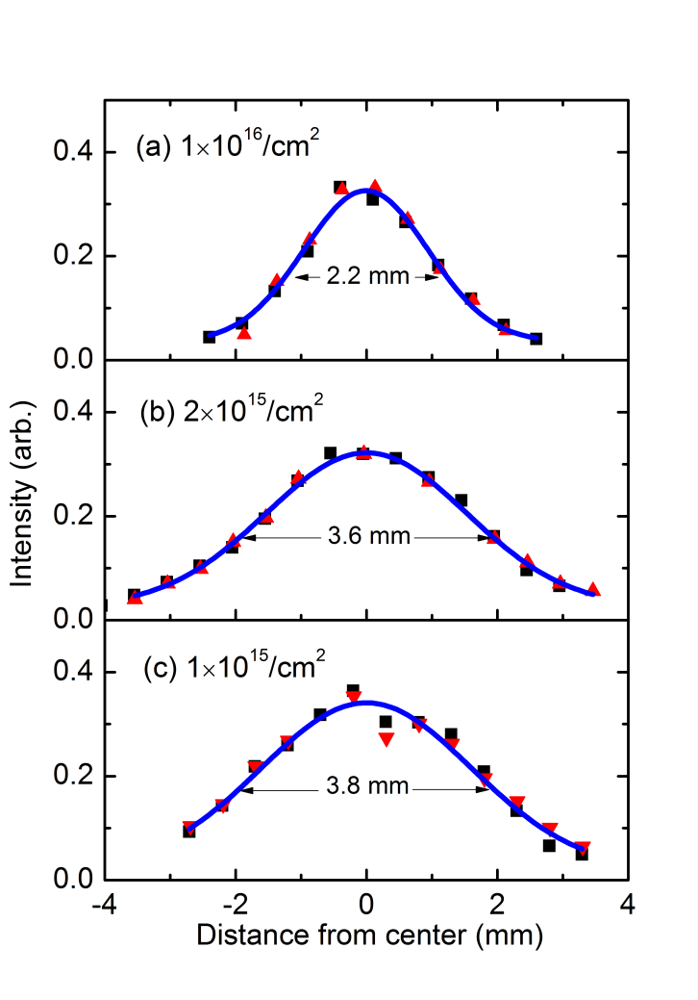 (a) 1×10¹⁶/cm²
0.4
0.2
2.2 mm
0.0
(b) 2×10¹⁵/cm²
0.4
0.2
3.6 mm
0.0
(c) 1×10¹⁵/cm²
0.4
0.2
3.8 mm
0.0
-4 -2 0 2 4
Distance from center (mm)
Intensity (arb.)